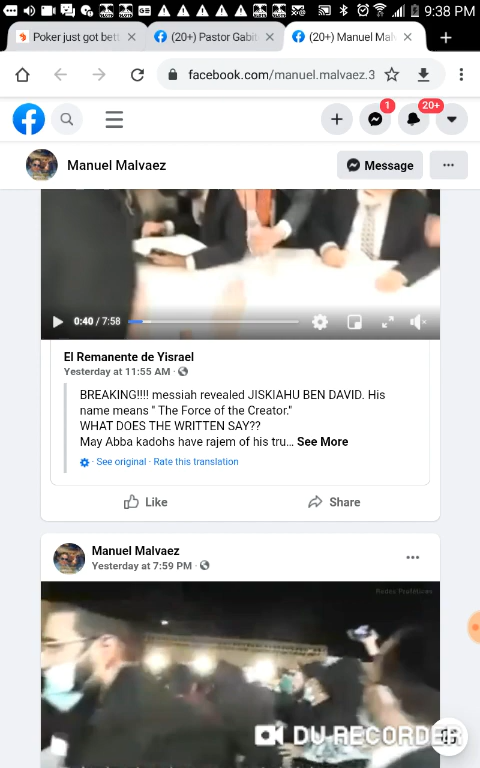 9:38 PM
Poker just got bett
(20+) Pastor Gabi
(20+) Manuel Mal
facebook.com/manuel.malvaez.3
1
20+
Manuel Malvaez
Message
0:40 / 7:58
El Remanente de Yisrael
Yesterday at 11:55 AM ·
BREAKING!!!! messiah revealed JISKIAHU BEN DAVID. His
name means " The Force of the Creator."
WHAT DOES THE WRITTEN SAY??
May Abba kadohs have rajem of his tru... See More
· See original · Rate this translation
Like
Share
Manuel Malvaez
Yesterday at 7:59 PM ·
DU RECORDER